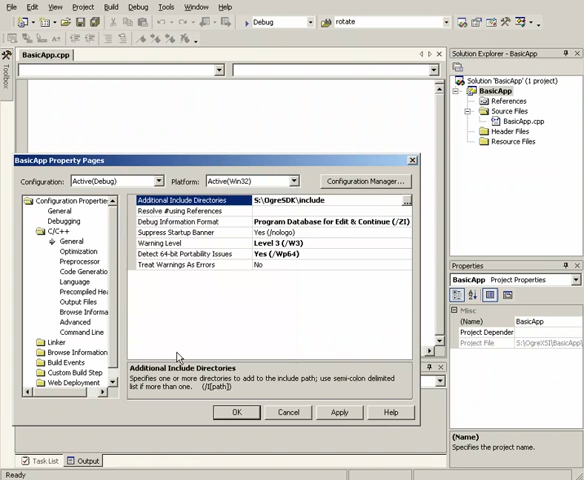 File Edit View Project Build Debug Tools Window Help
Debug rotate
BasicApp.cpp
Toolbox
Solution Explorer - BasicApp
Solution 'BasicApp' (1 project)
BasicApp
References
Source Files
BasicApp.cpp
Header Files
Resource Files
BasicApp Property Pages
Configuration: Active(Debug) Platform: Active(Win32) Configuration Manager...
Configuration Properties
General
Debugging
C/C++
General
Optimization
Preprocessor
Code Generatio
Language
Precompiled Hea
Output Files
Browse Informa
Advanced
Command Line
Linker
Browse Information
Build Events
Custom Build Step
Web Deployment
Additional Include Directories S:\OgreSDK\include ...
Resolve #using References
Debug Information Format Program Database for Edit & Continue (/ZI)
Suppress Startup Banner Yes (/nologo)
Warning Level Level 3 (/W3)
Detect 64-bit Portability Issues Yes (/Wp64)
Treat Warnings As Errors No
Additional Include Directories
Specifies one or more directories to add to the include path; use semi-colon delimited
list if more than one. (/I[path])
OK Cancel Apply Help
Properties
BasicApp Project Properties
Misc
(Name) BasicApp
Project Depender
Project File S:\OgreXSI\BasicApp\
(Name)
Specifies the project name.
Task List Output
Ready